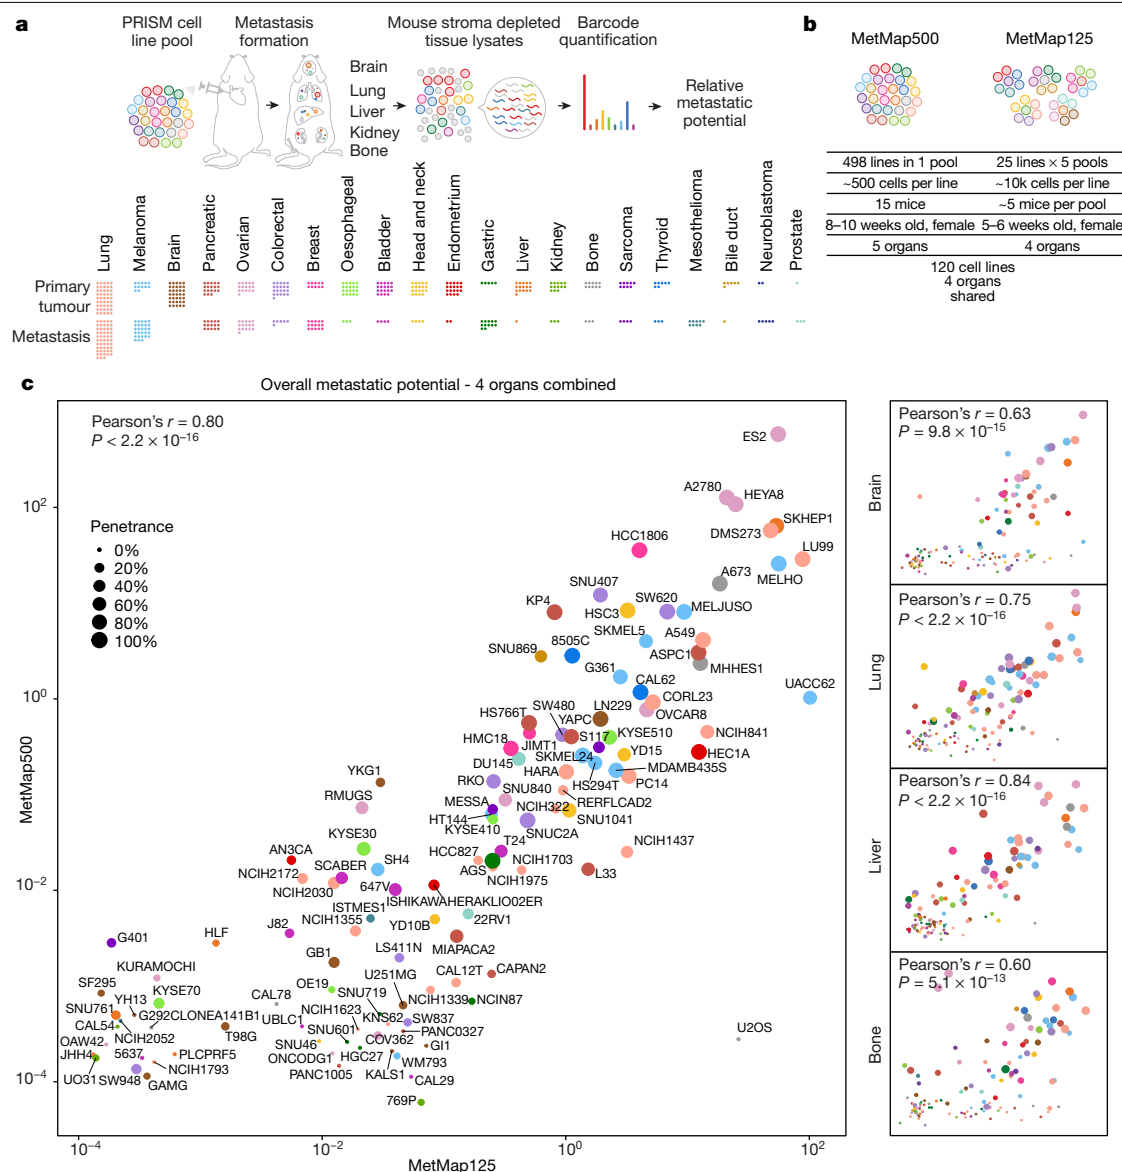 a
PRISM cell
line pool
Metastasis
formation
Mouse stroma depleted
tissue lysates
Barcode
quantification
Brain
Lung
Liver
Kidney
Bone
Relative
metastatic
potential
Lung
Melanoma
Brain
Pancreatic
Ovarian
Colorectal
Breast
Oesophageal
Bladder
Head and neck
Endometrium
Gastric
Liver
Kidney
Bone
Sarcoma
Thyroid
Mesothelioma
Bile duct
Neuroblastoma
Prostate
Primary
tumour
Metastasis
b
MetMap500 MetMap125
498 lines in 1 pool 25 lines × 5 pools
~500 cells per line ~10k cells per line
15 mice ~5 mice per pool
8–10 weeks old, female 5–6 weeks old, female
5 organs 4 organs
120 cell lines
4 organs
shared
c
Overall metastatic potential - 4 organs combined
Pearson's r = 0.80
P < 2.2 × 10⁻¹⁶
Penetrance
0%
20%
40%
60%
80%
100%
MetMap500
10²
10⁰
10⁻²
10⁻⁴
ES2
A2780
HEYA8
SKHEP1
DMS273
HCC1806
LU99
MELHO
A673
SNU407
KP4
HSC3
SW620
MELJUSO
SKMEL5
A549
SNU869
8505C
ASPC1
MHHES1
G361
CAL62
UACC62
CORL23
OVCAR8
HS766T
SW480
LN229
YAPC
KYSE510
NCIH841
HMC18
JIMT1
S117
SKMEL24
YD15
HEC1A
DU145
HARA
MDAMB435S
HS294T
PC14
YKG1
RKO
SNU840
RERFLCAD2
RMUGS
MESSA
NCIH322
SNU1041
HT144
KYSE410
SNUC2A
KYSE30
T24
NCIH1437
AN3CA
HCC827
NCIH1703
SCABER
SH4
AGS
NCIH2172
NCIH1975
L33
NCIH2030
647V
ISHIKAWAHERAKLIO02ER
ISTMES1
22RV1
NCIH1355
YD10B
J82
MIAPACA2
G401
HLF
GB1
LS411N
KURAMOCHI
U251MG
CAL12T
CAPAN2
SF295
KYSE70
OE19
SNU719
NCIH1339
NCIN87
YH13
CAL78
SNU761
G292CLONEA141B1
NCIH1623
KNS62
SW837
UBLC1
CAL54
T98G
SNU601
PANC0327
NCIH2052
COV362
U2OS
OAW42
SNU46
GI1
JHH4
5637
PLCPRF5
ONCODG1
HGC27
WM793
NCIH1793
PANC1005
KALS1
CAL29
UO31
SW948
GAMG
769P
10⁻⁴ 10⁻² 10⁰ 10²
MetMap125
Brain
Pearson's r = 0.63
P = 9.8 × 10⁻¹⁵
Lung
Pearson's r = 0.75
P < 2.2 × 10⁻¹⁶
Liver
Pearson's r = 0.84
P < 2.2 × 10⁻¹⁶
Bone
Pearson's r = 0.60
P = 5.1 × 10⁻¹³